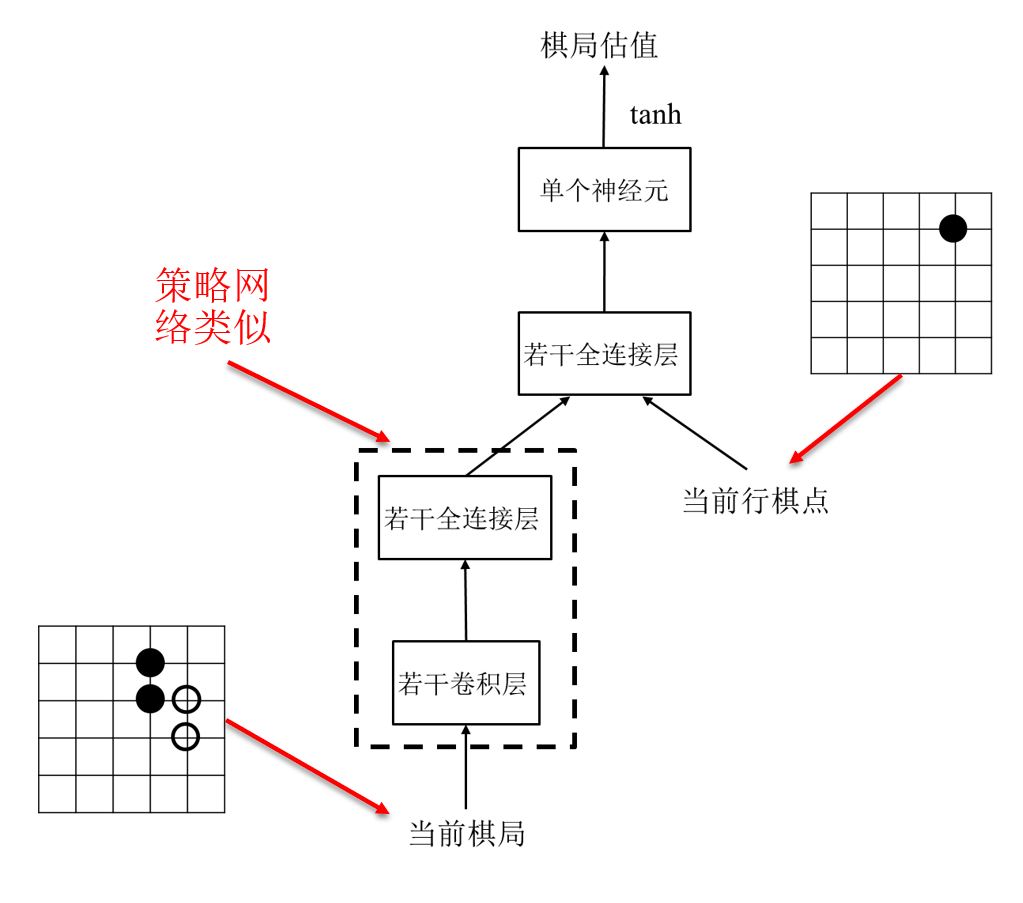 棋局估值
tanh
单个神经元
策略网
络类似
若干全连接层
若干全连接层
当前行棋点
若干卷积层
当前棋局